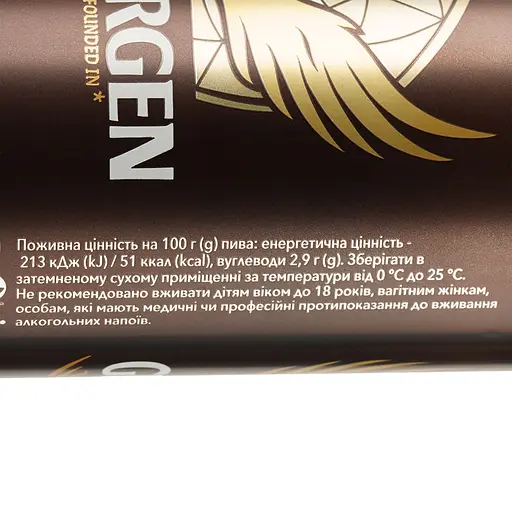 RGEN
FOUNDED IN *
Поживна цінність на 100 г (g) пива: енергетична цінність -
213 кДж (kJ) / 51 ккал (kcal), вуглеводи 2,9 г (g). Зберігати в
затемненому сухому приміщенні за температури від 0 °С до 25 °С.
Не рекомендовано вживати дітям віком до 18 років, вагітним жінкам,
особам, які мають медичні чи професійні протипоказання до вживання
алкогольних напоїв.